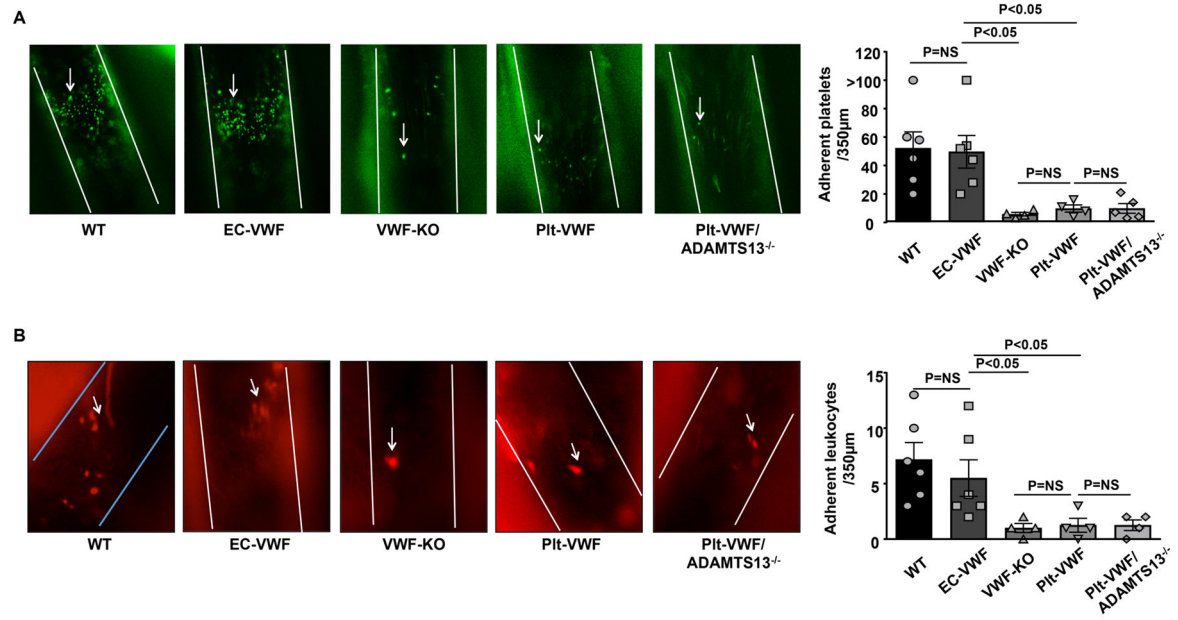 A
WT
EC-VWF
VWF-KO
Plt-VWF
Plt-VWF/
ADAMTS13-/-
P<0.05
P<0.05
P=NS
P=NS
P=NS
Adherent platelets
/350µm
>
120
100
80
60
40
20
0
WT
EC-VWF
VWF-KO
Plt-VWF
Plt-VWF/
ADAMTS13-/-
B
WT
EC-VWF
VWF-KO
Plt-VWF
Plt-VWF/
ADAMTS13-/-
P<0.05
P<0.05
P=NS
P=NS
P=NS
Adherent leukocytes
/350µm
15
10
5
0
WT
EC-VWF
VWF-KO
Plt-VWF
Plt-VWF/
ADAMTS13-/-